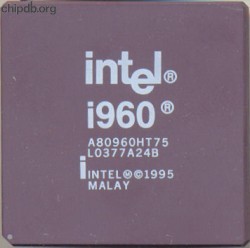 chipdb.org
intel®
i960®
A80960HT75
L0377A24B
i
INTEL Ⓜ©1995
MALAY